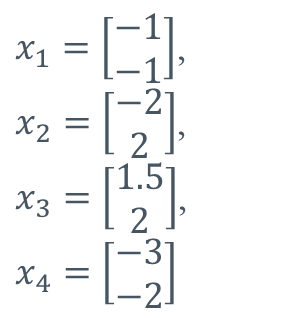 x₁ = [−1
−1],
x₂ = [−2
2],
x₃ = [1.5
2],
x₄ = [−3
−2]